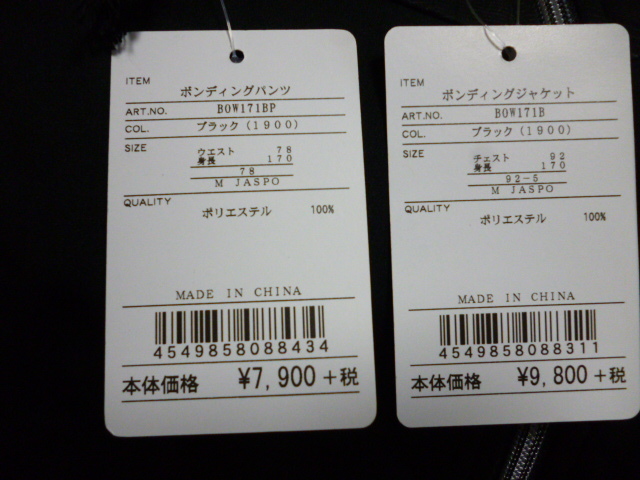 ITEM
ボンディングパンツ
ART.NO. BOW171BP
COL. ブラック(1900)
SIZE
ウエスト 78
身長 170
78
M JASPO
QUALITY
ポリエステル 100%
MADE IN CHINA
4549858088434
本体価格 ¥7,900+税
ITEM
ボンディングジャケット
ART.NO. BOW171B
COL. ブラック(1900)
SIZE
チェスト 92
身長 170
92-5
M JASPO
QUALITY
ポリエステル 100%
MADE IN CHINA
4549858088311
本体価格 ¥9,800+税